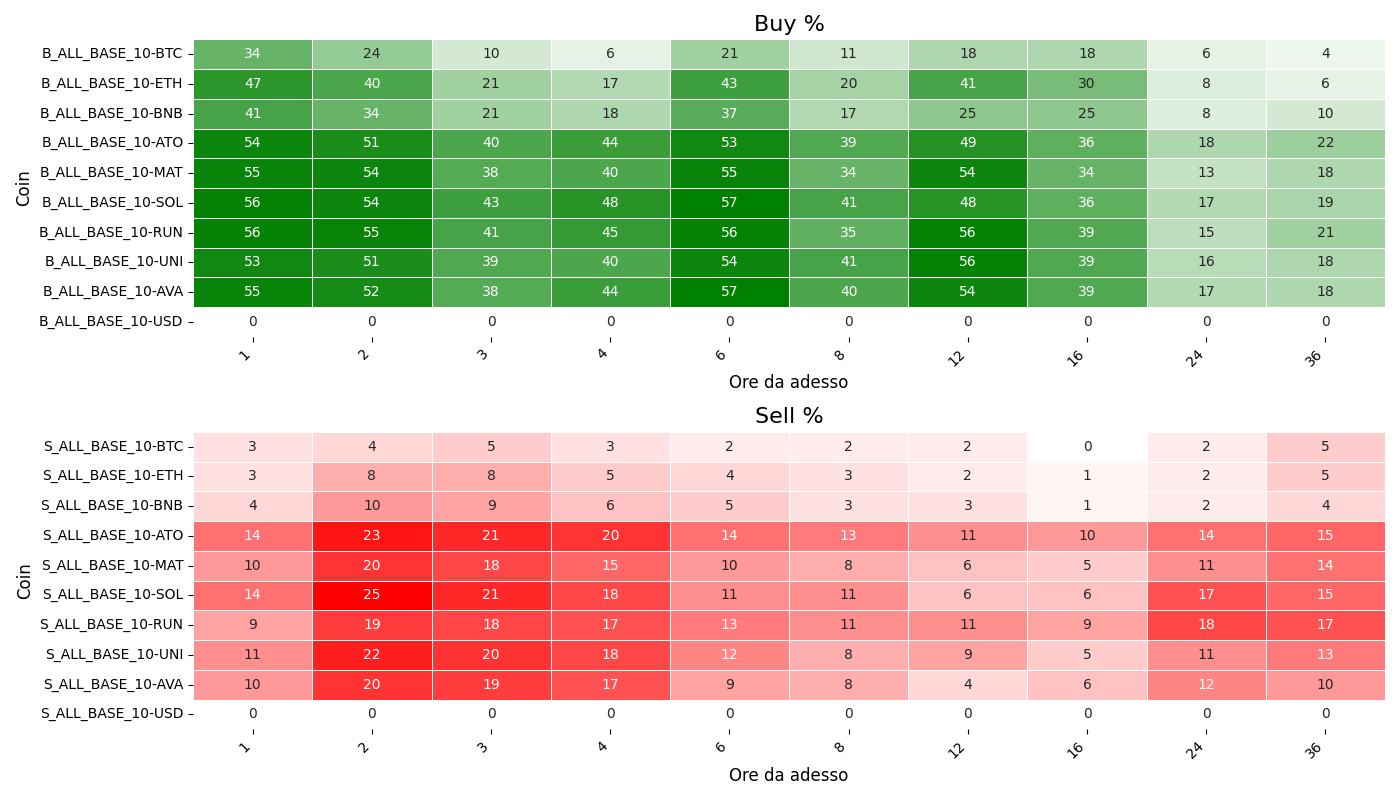 Buy %
Coin
B_ALL_BASE_10-BTC 34 24 10 6 21 11 18 18 6 4
B_ALL_BASE_10-ETH 47 40 21 17 43 20 41 30 8 6
B_ALL_BASE_10-BNB 41 34 21 18 37 17 25 25 8 10
B_ALL_BASE_10-ATO 54 51 40 44 53 39 49 36 18 22
B_ALL_BASE_10-MAT 55 54 38 40 55 34 54 34 13 18
B_ALL_BASE_10-SOL 56 54 43 48 57 41 48 36 17 19
B_ALL_BASE_10-RUN 56 55 41 45 56 35 56 39 15 21
B_ALL_BASE_10-UNI 53 51 39 40 54 41 56 39 16 18
B_ALL_BASE_10-AVA 55 52 38 44 57 40 54 39 17 18
B_ALL_BASE_10-USD 0 0 0 0 0 0 0 0 0 0
1 2 3 4 6 8 12 16 24 36
Ore da adesso
Sell %
Coin
S_ALL_BASE_10-BTC 3 4 5 3 2 2 2 0 2 5
S_ALL_BASE_10-ETH 3 8 8 5 4 3 2 1 2 5
S_ALL_BASE_10-BNB 4 10 9 6 5 3 3 1 2 4
S_ALL_BASE_10-ATO 14 23 21 20 14 13 11 10 14 15
S_ALL_BASE_10-MAT 10 20 18 15 10 8 6 5 11 14
S_ALL_BASE_10-SOL 14 25 21 18 11 11 6 6 17 15
S_ALL_BASE_10-RUN 9 19 18 17 13 11 11 9 18 17
S_ALL_BASE_10-UNI 11 22 20 18 12 8 9 5 11 13
S_ALL_BASE_10-AVA 10 20 19 17 9 8 4 6 12 10
S_ALL_BASE_10-USD 0 0 0 0 0 0 0 0 0 0
1 2 3 4 6 8 12 16 24 36
Ore da adesso